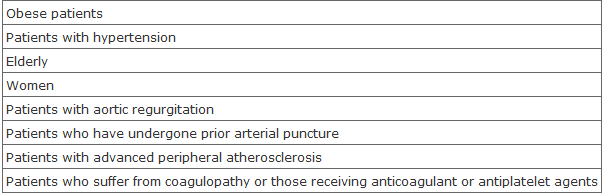 Obese patients
Patients with hypertension
Elderly
Women
Patients with aortic regurgitation
Patients who have undergone prior arterial puncture
Patients with advanced peripheral atherosclerosis
Patients who suffer from coagulopathy or those receiving anticoagulant or antiplatelet agents